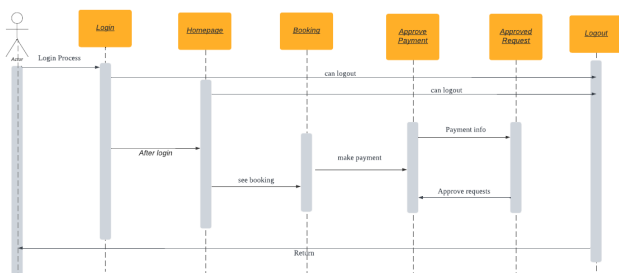 Login
Homepage
Booking
Approve
Payment
Approved
Request
Logout
Actor
Login Process
can logout
can logout
Payment info
After login
make payment
see booking
Approve requests
Return